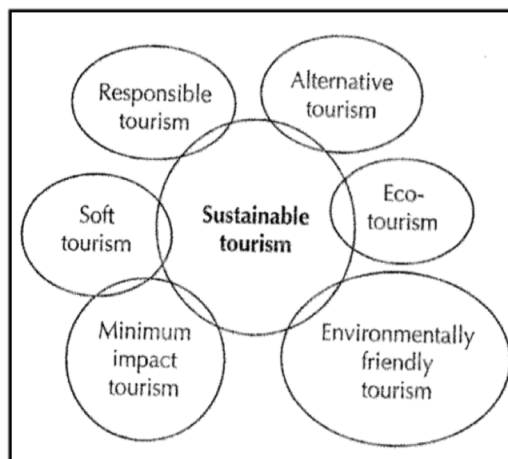 Responsible
tourism
Alternative
tourism
Soft
tourism
Sustainable
tourism
Eco-
tourism
Minimum
impact
tourism
Environmentally
friendly
tourism